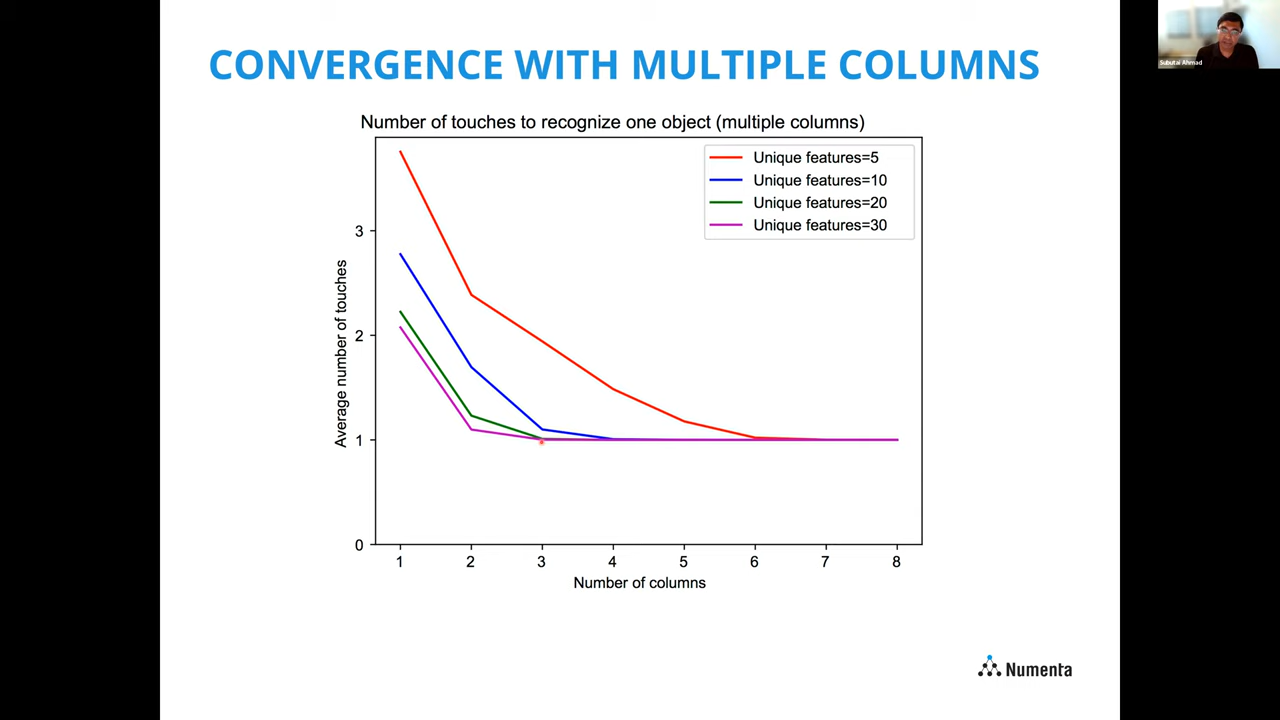 CONVERGENCE WITH MULTIPLE COLUMNS
Subutai Ahmad
Number of touches to recognize one object (multiple columns)
Unique features=5
Unique features=10
Unique features=20
Unique features=30
Average number of touches
3
2
1
0
1 2 3 4 5 6 7 8
Number of columns
Numenta